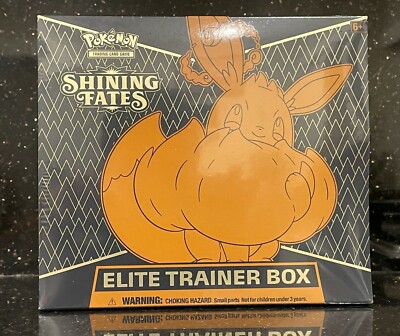 Pokémon
TRADING CARD GAME
6+
SHINING
FATES
ELITE TRAINER BOX
WARNING: CHOKING HAZARD Small parts Not for children under 3 years.